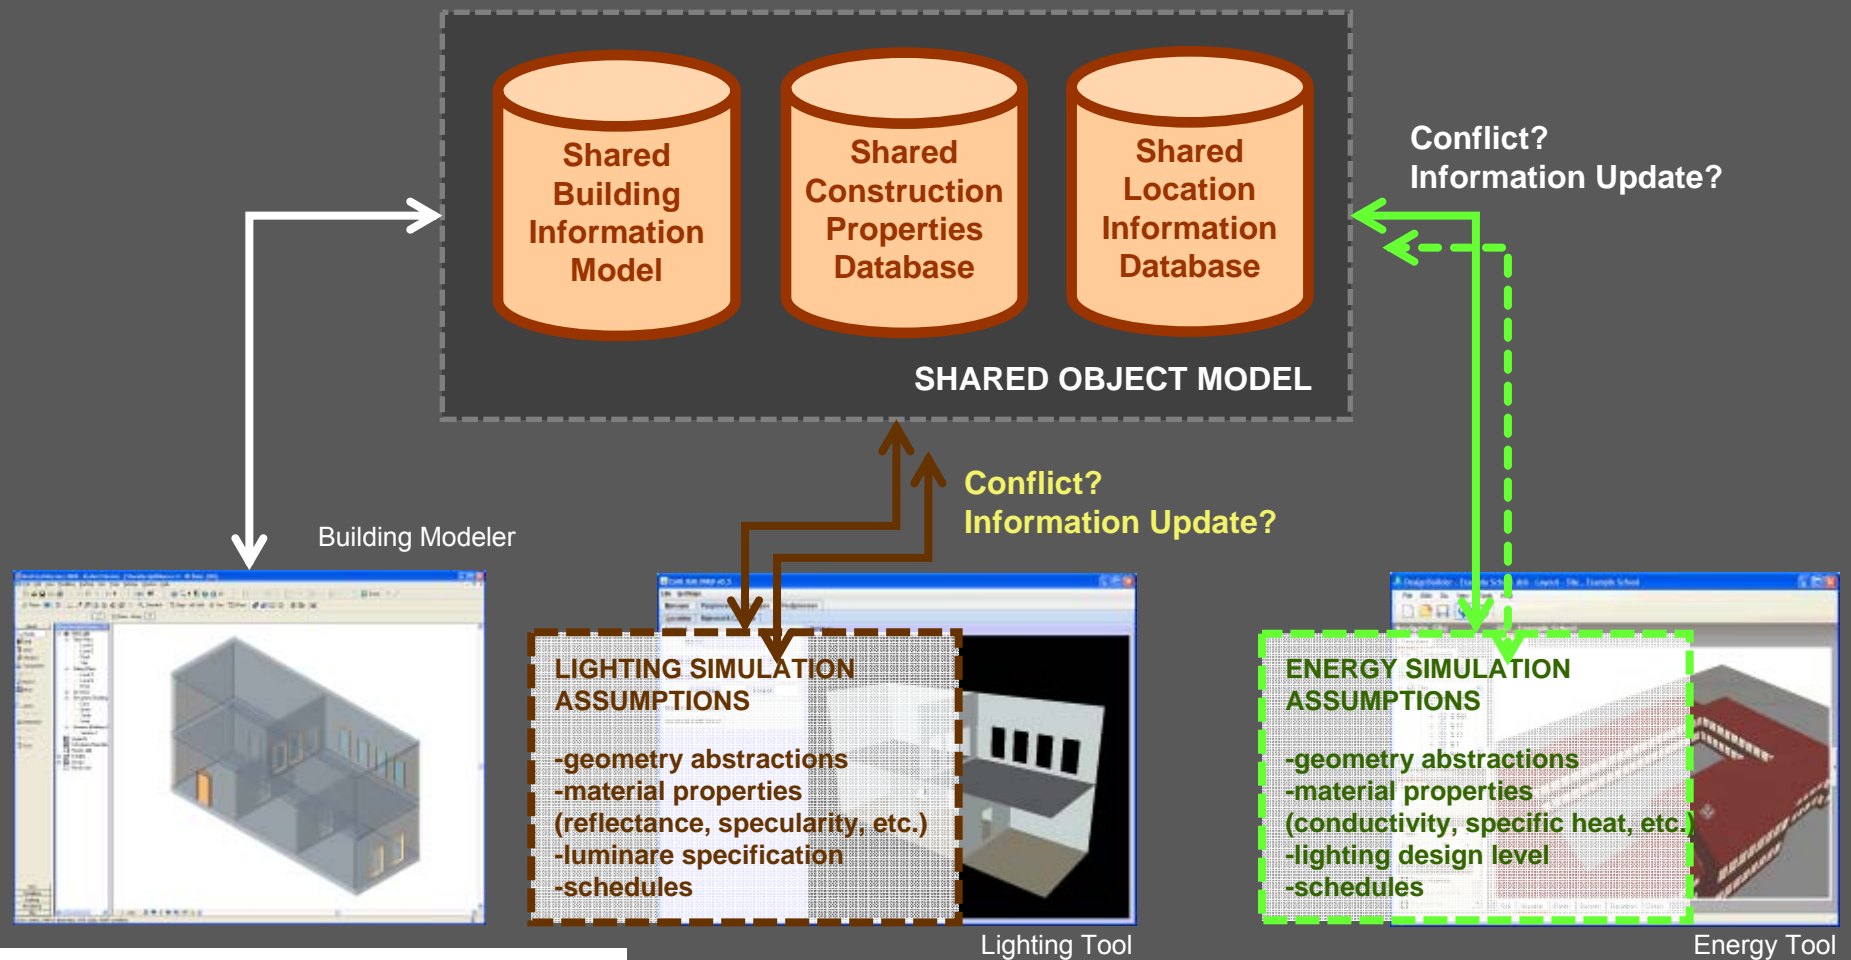 Shared
Building
Information
Model
Shared
Construction
Properties
Database
Shared
Location
Information
Database
SHARED OBJECT MODEL
Conflict?
Information Update?
Conflict?
Information Update?
Building Modeler
LIGHTING SIMULATION
ASSUMPTIONS
-geometry abstractions
-material properties
(reflectance, specularity, etc.)
-luminare specification
-schedules
Lighting Tool
ENERGY SIMULATION
ASSUMPTIONS
-geometry abstractions
-material properties
(conductivity, specific heat, etc.)
-lighting design level
-schedules
Energy Tool